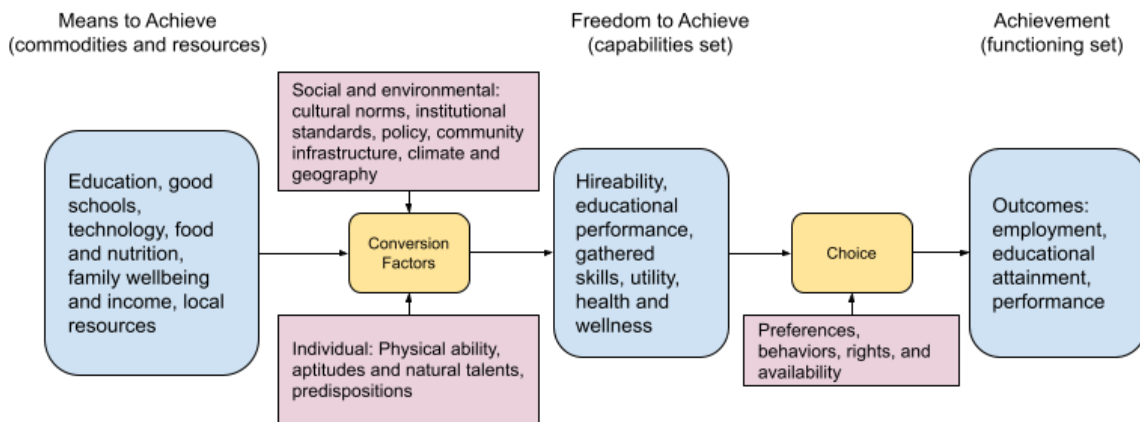 Means to Achieve
(commodities and resources)
Freedom to Achieve
(capabilities set)
Achievement
(functioning set)
Social and environmental:
cultural norms, institutional
standards, policy, community
infrastructure, climate and
geography
Education, good
schools,
technology, food
and nutrition,
family wellbeing
and income, local
resources
Conversion
Factors
Individual: Physical ability,
aptitudes and natural talents,
predispositions
Hireability,
educational
performance,
gathered
skills, utility,
health and
wellness
Choice
Preferences,
behaviors, rights, and
availability
Outcomes:
employment,
educational
attainment,
performance